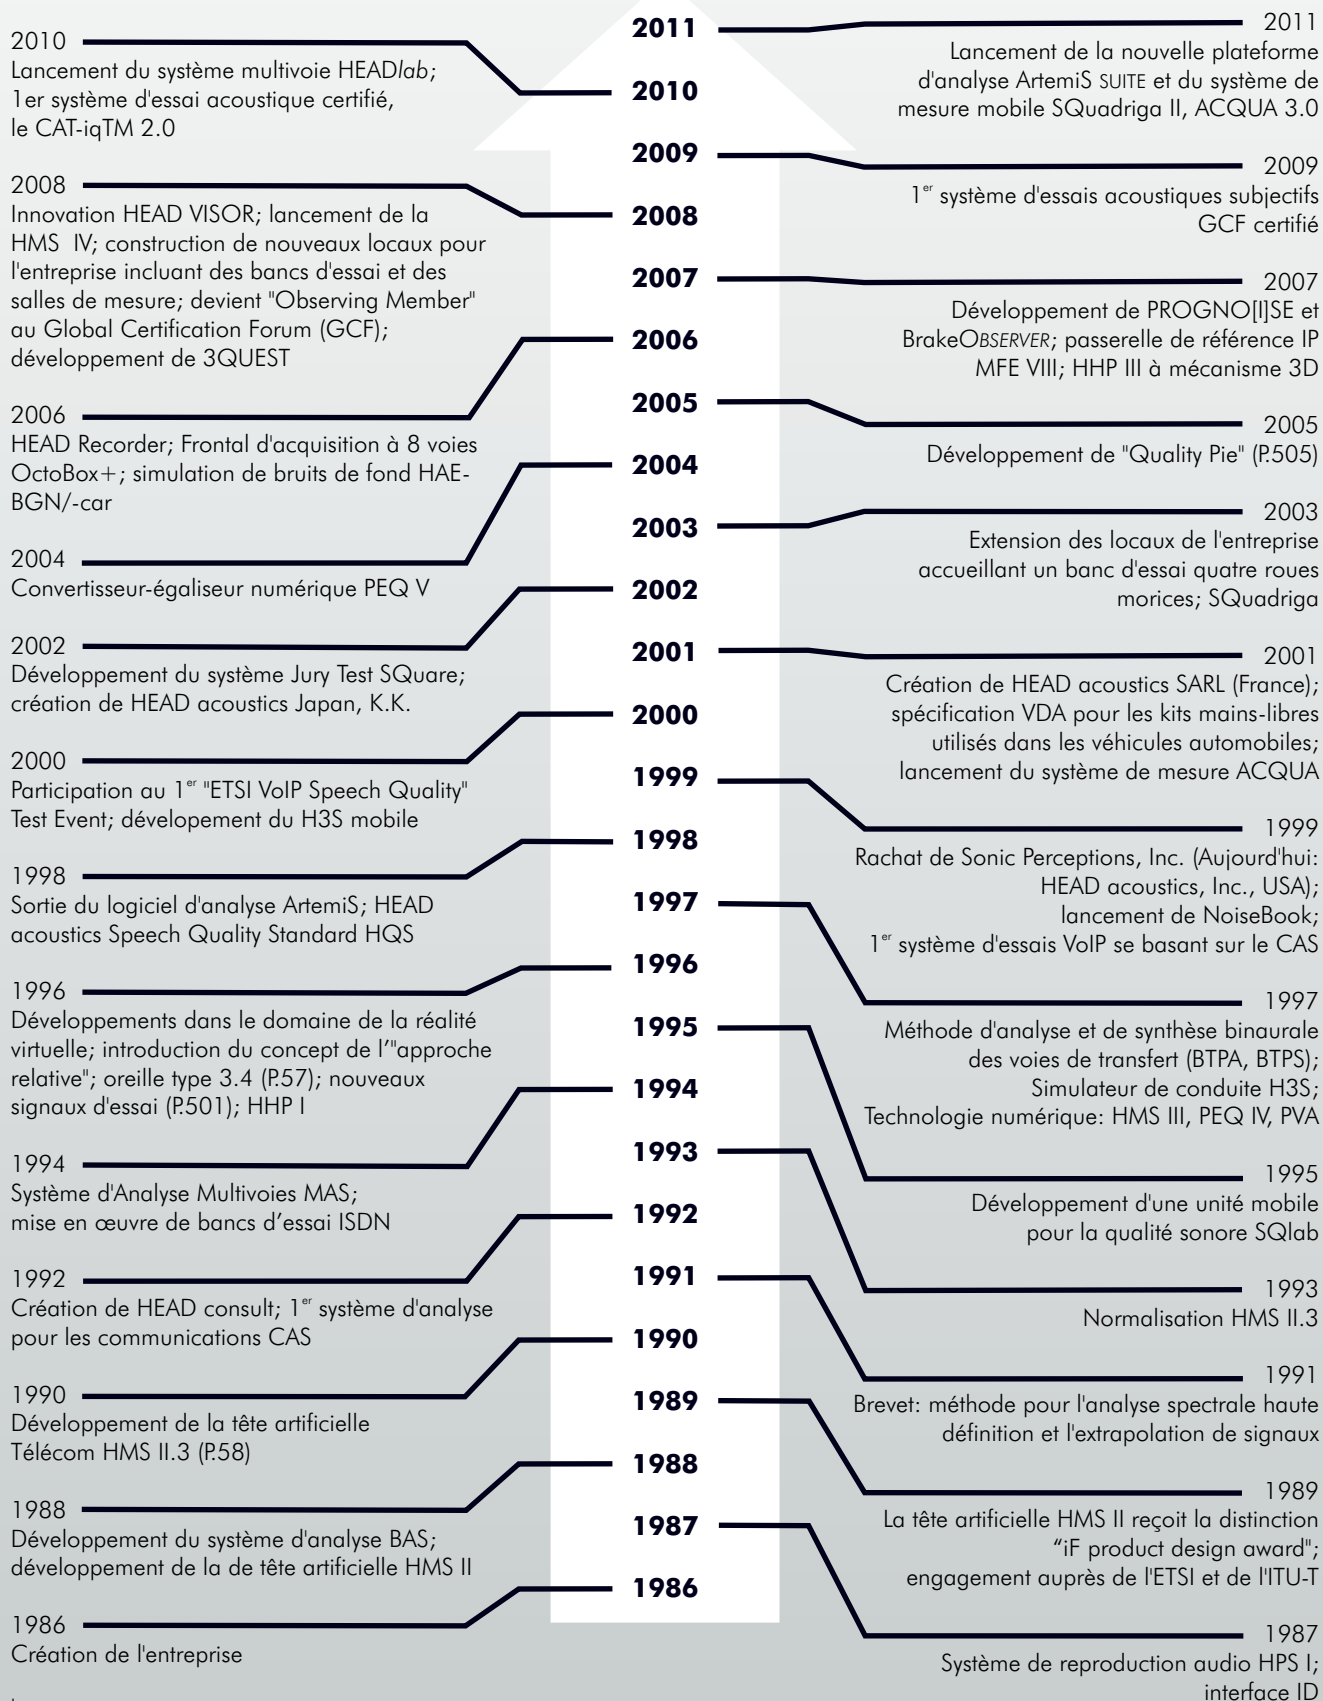 2010
Lancement du système multivoie HEADlab;
1er système d'essai acoustique certifié,
le CAT-iqTM 2.0
2008
Innovation HEAD VISOR; lancement de la
HMS IV; construction de nouveaux locaux pour
l'entreprise incluant des bancs d'essai et des
salles de mesure; devient "Observing Member"
au Global Certification Forum (GCF);
développement de 3QUEST
2006
HEAD Recorder; Frontal d'acquisition à 8 voies
OctoBox+; simulation de bruits de fond HAE-
BGN/-car
2004
Convertisseur-égaliseur numérique PEQ V
2002
Développement du système Jury Test SQuare;
création de HEAD acoustics Japan, K.K.
2000
Participation au 1er "ETSI VoIP Speech Quality"
Test Event; dévelopement du H3S mobile
1998
Sortie du logiciel d'analyse ArtemiS; HEAD
acoustics Speech Quality Standard HQS
1996
Développements dans le domaine de la réalité
virtuelle; introduction du concept de l'"approche
relative"; oreille type 3.4 (P.57); nouveaux
signaux d'essai (P.501); HHP I
1994
Système d'Analyse Multivoies MAS;
mise en œuvre de bancs d’essai ISDN
1992
Création de HEAD consult; 1er système d'analyse
pour les communications CAS
1990
Développement de la tête artificielle
Télécom HMS II.3 (P.58)
1988
Développement du système d'analyse BAS;
développement de la de tête artificielle HMS II
1986
Création de l'entreprise
2011
2010
2009
2008
2007
2006
2005
2004
2003
2002
2001
2000
1999
1998
1997
1996
1995
1994
1993
1992
1991
1990
1989
1988
1987
1986
2011
Lancement de la nouvelle plateforme
d'analyse ArtemiS SUITE et du système de
mesure mobile SQuadriga II, ACQUA 3.0
2009
1er système d'essais acoustiques subjectifs
GCF certifié
2007
Développement de PROGNO[I]SE et
BrakeOBSERVER; passerelle de référence IP
MFE VIII; HHP III à mécanisme 3D
2005
Développement de "Quality Pie" (P.505)
2003
Extension des locaux de l'entreprise
accueillant un banc d'essai quatre roues
morices; SQuadriga
2001
Création de HEAD acoustics SARL (France);
spécification VDA pour les kits mains-libres
utilisés dans les véhicules automobiles;
lancement du système de mesure ACQUA
1999
Rachat de Sonic Perceptions, Inc. (Aujourd'hui:
HEAD acoustics, Inc., USA);
lancement de NoiseBook;
1er système d'essais VoIP se basant sur le CAS
1997
Méthode d'analyse et de synthèse binaurale
des voies de transfert (BTPA, BTPS);
Simulateur de conduite H3S;
Technologie numérique: HMS III, PEQ IV, PVA
1995
Développement d'une unité mobile
pour la qualité sonore SQlab
1993
Normalisation HMS II.3
1991
Brevet: méthode pour l'analyse spectrale haute
définition et l'extrapolation de signaux
1989
La tête artificielle HMS II reçoit la distinction
“iF product design award";
engagement auprès de l'ETSI et de l'ITU-T
1987
Système de reproduction audio HPS I;
interface ID